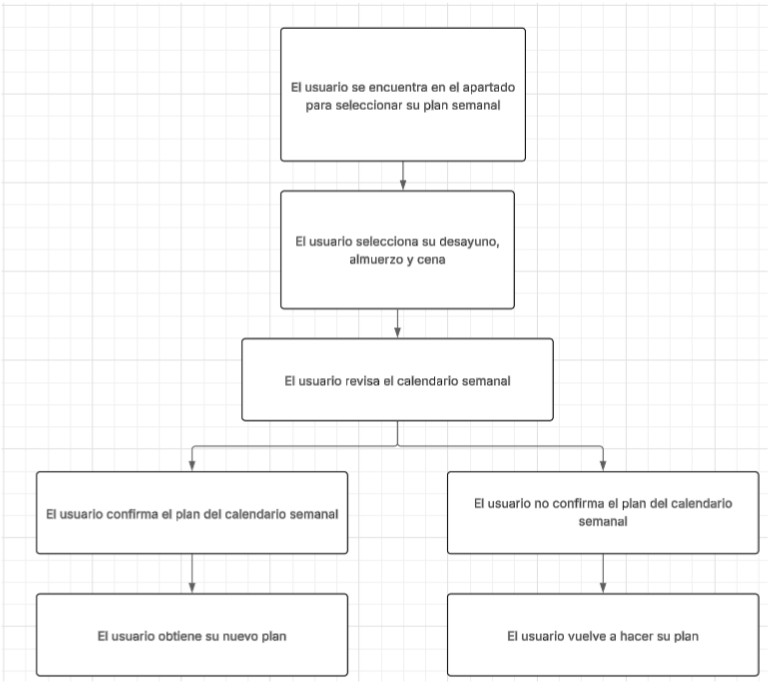 El usuario se encuentra en el apartado
para seleccionar su plan semanal
El usuario selecciona su desayuno,
almuerzo y cena
El usuario revisa el calendario semanal
El usuario confirma el plan del calendario semanal
El usuario no confirma el plan del calendario
semanal
El usuario obtiene su nuevo plan
El usuario vuelve a hacer su plan